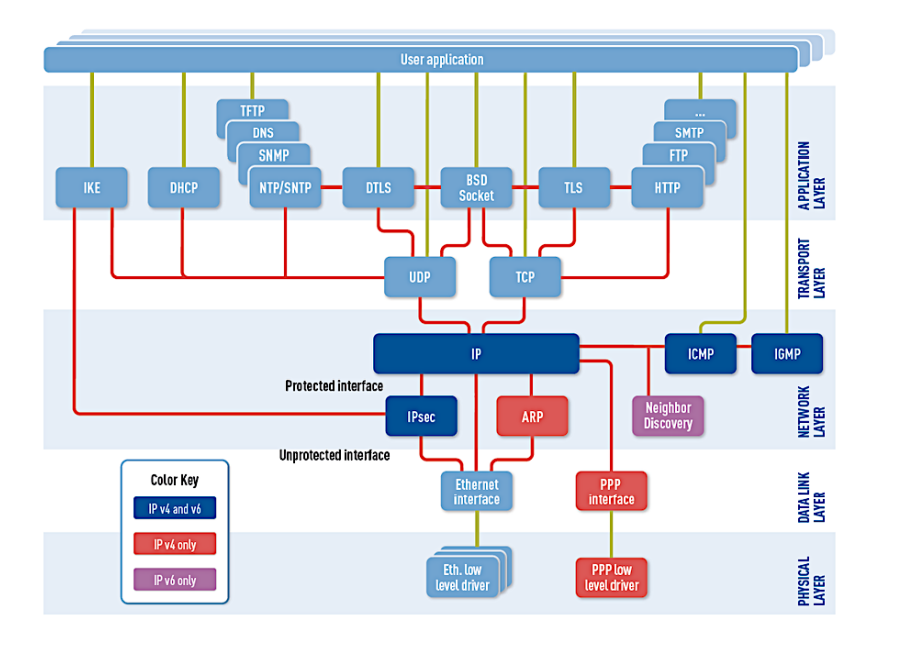 User application
TFTP
DNS
SNMP
NTP/SNTP
IKE
DHCP
DTLS
BSD
Socket
TLS
...
SMTP
FTP
HTTP
APPLICATION
LAYER
UDP
TCP
TRANSPORT
LAYER
IP
ICMP
IGMP
Protected interface
IPsec
ARP
Neighbor
Discovery
NETWORK
LAYER
Unprotected interface
Ethernet
interface
PPP
interface
DATA LINK
LAYER
Color Key
IP v4 and v6
IP v4 only
IP v6 only
Eth. low
level driver
PPP low
level driver
PHYSICAL
LAYER